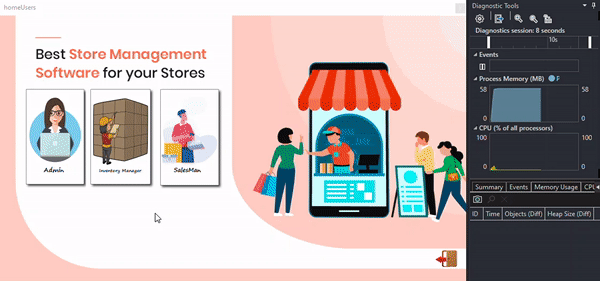 homeUsers
Best Store Management
Software for your Stores
Admin
Inventory Manager
SalesMan
Diagnostic Tools
Diagnostics session: 8 seconds
10s
Events
Process Memory (MB)
58
58
0
0
CPU (% of all processors)
100
100
0
0
Summary
Events
Memory Usage
CPU
ID
Time
Objects (Diff)
Heap Size (Diff)